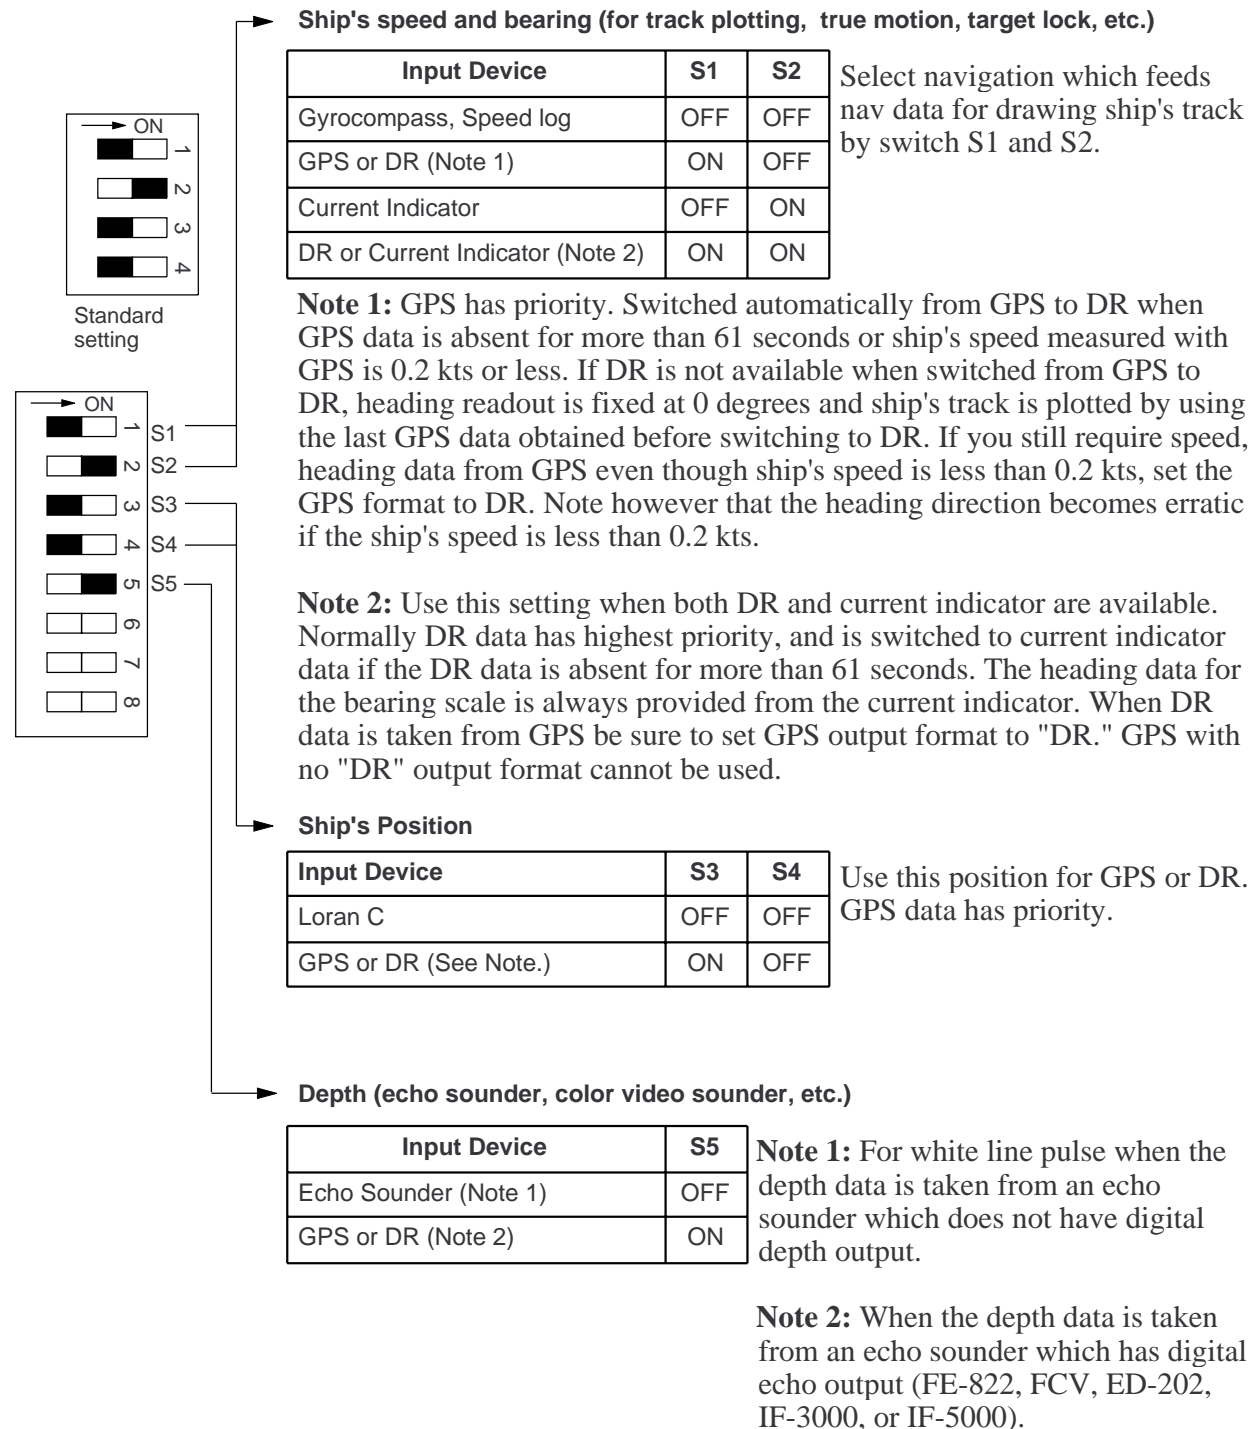 Ship's speed and bearing (for track plotting, true motion, target lock, etc.)
Input Device S1 S2
Gyrocompass, Speed log OFF OFF
GPS or DR (Note 1) ON OFF
Current Indicator OFF ON
DR or Current Indicator (Note 2) ON ON
Select navigation which feeds
nav data for drawing ship's track
by switch S1 and S2.
ON
1
2
3
4
Standard
setting
Note 1: GPS has priority. Switched automatically from GPS to DR when
GPS data is absent for more than 61 seconds or ship's speed measured with
GPS is 0.2 kts or less. If DR is not available when switched from GPS to
DR, heading readout is fixed at 0 degrees and ship's track is plotted by using
the last GPS data obtained before switching to DR. If you still require speed,
heading data from GPS even though ship's speed is less than 0.2 kts, set the
GPS format to DR. Note however that the heading direction becomes erratic
if the ship's speed is less than 0.2 kts.
ON
1 S1
2 S2
3 S3
4 S4
5 S5
6
7
8
Note 2: Use this setting when both DR and current indicator are available.
Normally DR data has highest priority, and is switched to current indicator
data if the DR data is absent for more than 61 seconds. The heading data for
the bearing scale is always provided from the current indicator. When DR
data is taken from GPS be sure to set GPS output format to "DR." GPS with
no "DR" output format cannot be used.
Ship's Position
Input Device S3 S4
Loran C OFF OFF
GPS or DR (See Note.) ON OFF
Use this position for GPS or DR.
GPS data has priority.
Depth (echo sounder, color video sounder, etc.)
Input Device S5
Echo Sounder (Note 1) OFF
GPS or DR (Note 2) ON
Note 1: For white line pulse when the
depth data is taken from an echo
sounder which does not have digital
depth output.
Note 2: When the depth data is taken
from an echo sounder which has digital
echo output (FE-822, FCV, ED-202,
IF-3000, or IF-5000).